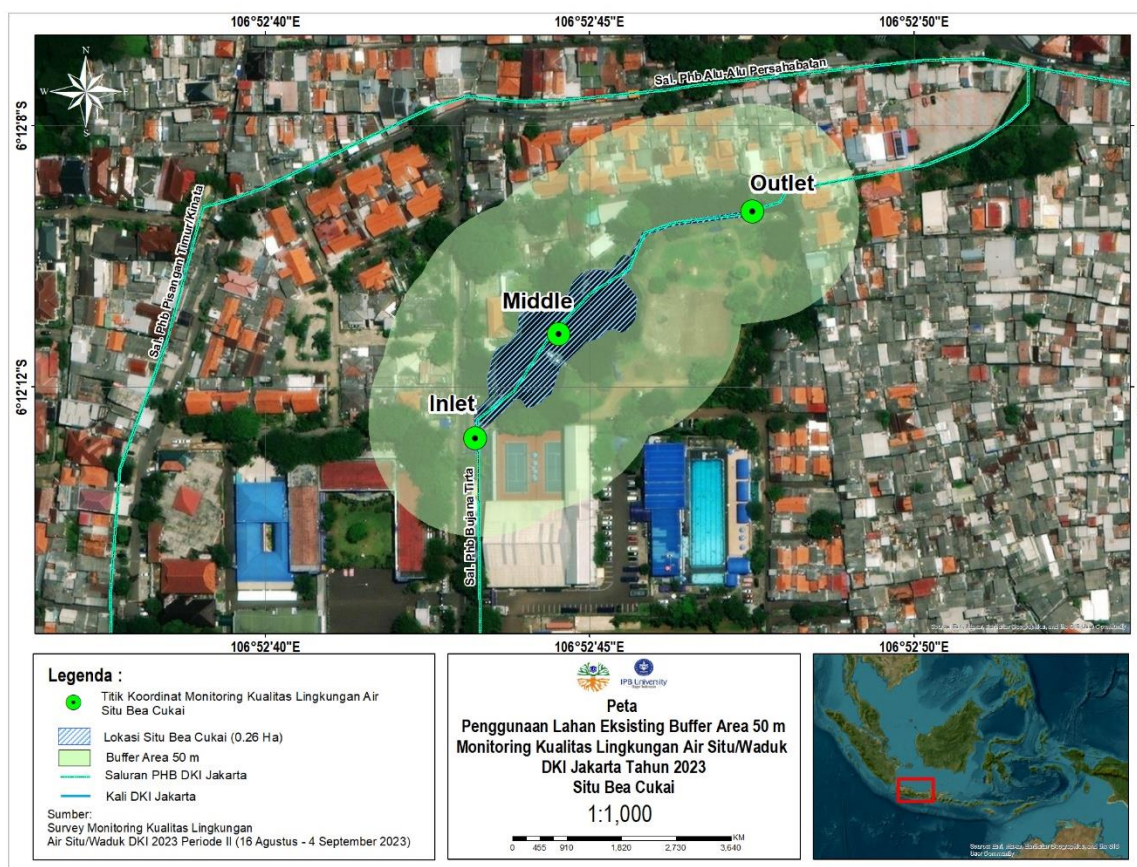 106°52'40"E
106°52'45"E
106°52'50"E
N
W
E
S
6°12'8"S
6°12'12"S
Sal. Phb Alu-Alu Persahabatan
Sal. Phb Pisangan Timur/Kinata
Sal. Phb Bujana Tirta
Outlet
Middle
Inlet
106°52'40"E
106°52'45"E
106°52'50"E
Legenda :
Titik Koordinat Monitoring Kualitas Lingkungan Air
Situ Bea Cukai
Lokasi Situ Bea Cukai (0.26 Ha)
Buffer Area 50 m
Saluran PHB DKI Jakarta
Kali DKI Jakarta
Sumber:
Survey Monitoring Kualitas Lingkungan
Air Situ/Waduk DKI 2023 Periode II (16 Agustus - 4 September 2023)
IPB University
Peta
Penggunaan Lahan Eksisting Buffer Area 50 m
Monitoring Kualitas Lingkungan Air Situ/Waduk
DKI Jakarta Tahun 2023
Situ Bea Cukai
1:1,000
KM
0 455 910 1,820 2,730 3,640